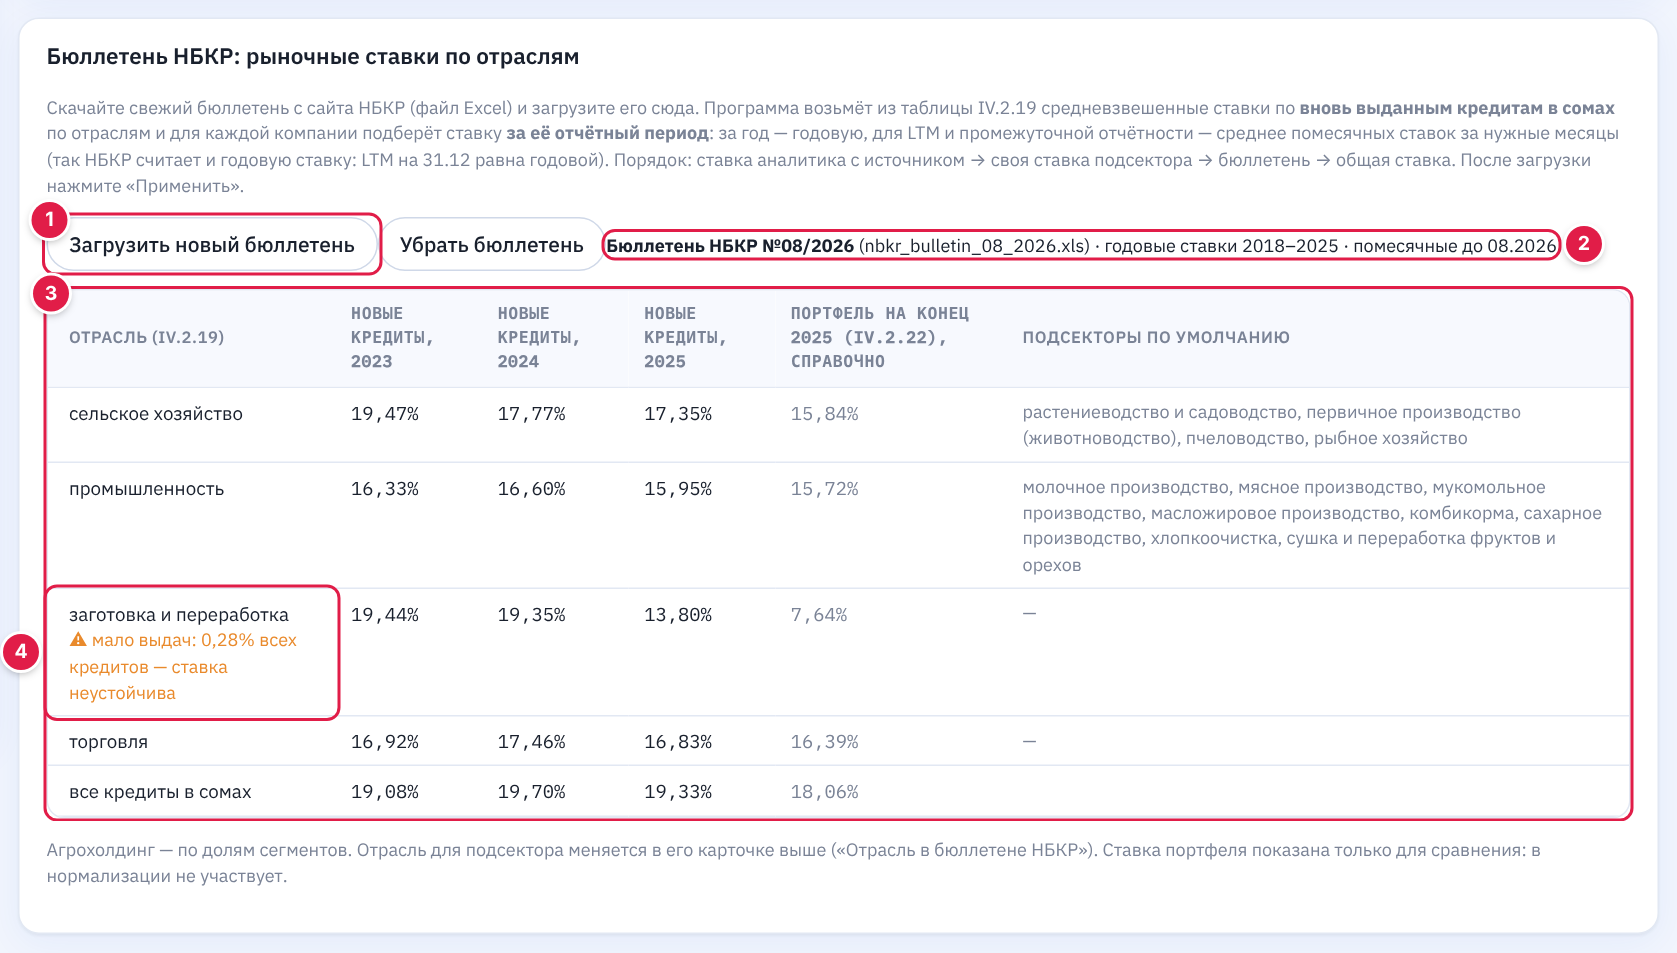 Бюллетень НБКР: рыночные ставки по отраслям
Скачайте свежий бюллетень с сайта НБКР (файл Excel) и загрузите его сюда. Программа возьмёт из таблицы IV.2.19 средневзвешенные ставки по вновь выданным кредитам в сомах
по отраслям и для каждой компании подберёт ставку за её отчётный период: за год — годовую, для LTM и промежуточной отчётности — среднее помесячных ставок за нужные месяцы
(так НБКР считает и годовую ставку: LTM на 31.12 равна годовой). Порядок: ставка аналитика с источником → своя ставка подсектора → бюллетень → общая ставка. После загрузки
нажмите «Применить».
1
Загрузить новый бюллетень
Убрать бюллетень
Бюллетень НБКР №08/2026 (nbkr_bulletin_08_2026.xls) · годовые ставки 2018–2025 · помесячные до 08.2026
2
3
ОТРАСЛЬ (IV.2.19)
НОВЫЕ
КРЕДИТЫ,
2023
НОВЫЕ
КРЕДИТЫ,
2024
НОВЫЕ
КРЕДИТЫ,
2025
ПОРТФЕЛЬ НА КОНЕЦ
2025 (IV.2.22),
СПРАВОЧНО
ПОДСЕКТОРЫ ПО УМОЛЧАНИЮ
сельское хозяйство
19,47%
17,77%
17,35%
15,84%
растениеводство и садоводство, первичное производство
(животноводство), пчеловодство, рыбное хозяйство
промышленность
16,33%
16,60%
15,95%
15,72%
молочное производство, мясное производство, мукомольное
производство, масложировое производство, комбикорма, сахарное
производство, хлопкоочистка, сушка и переработка фруктов и
орехов
4
заготовка и переработка
⚠ мало выдач: 0,28% всех
кредитов — ставка
неустойчива
19,44%
19,35%
13,80%
7,64%
—
торговля
16,92%
17,46%
16,83%
16,39%
—
все кредиты в сомах
19,08%
19,70%
19,33%
18,06%
Агрохолдинг — по долям сегментов. Отрасль для подсектора меняется в его карточке выше («Отрасль в бюллетене НБКР»). Ставка портфеля показана только для сравнения: в
нормализации не участвует.